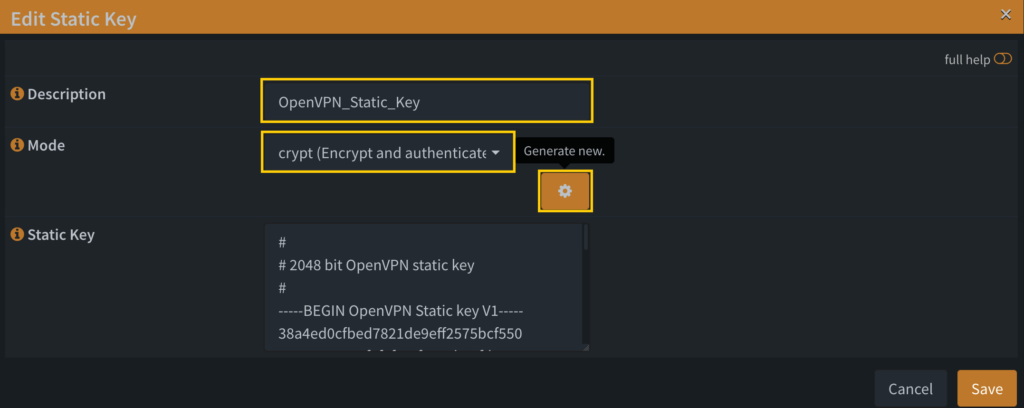 Edit Static Key
full help
Description
OpenVPN_Static_Key
Mode
crypt (Encrypt and authenticate
Generate new.
Static Key
#
# 2048 bit OpenVPN static key
#
-----BEGIN OpenVPN Static key V1-----
38a4ed0cfbed7821de9eff2575bcf550
Cancel
Save